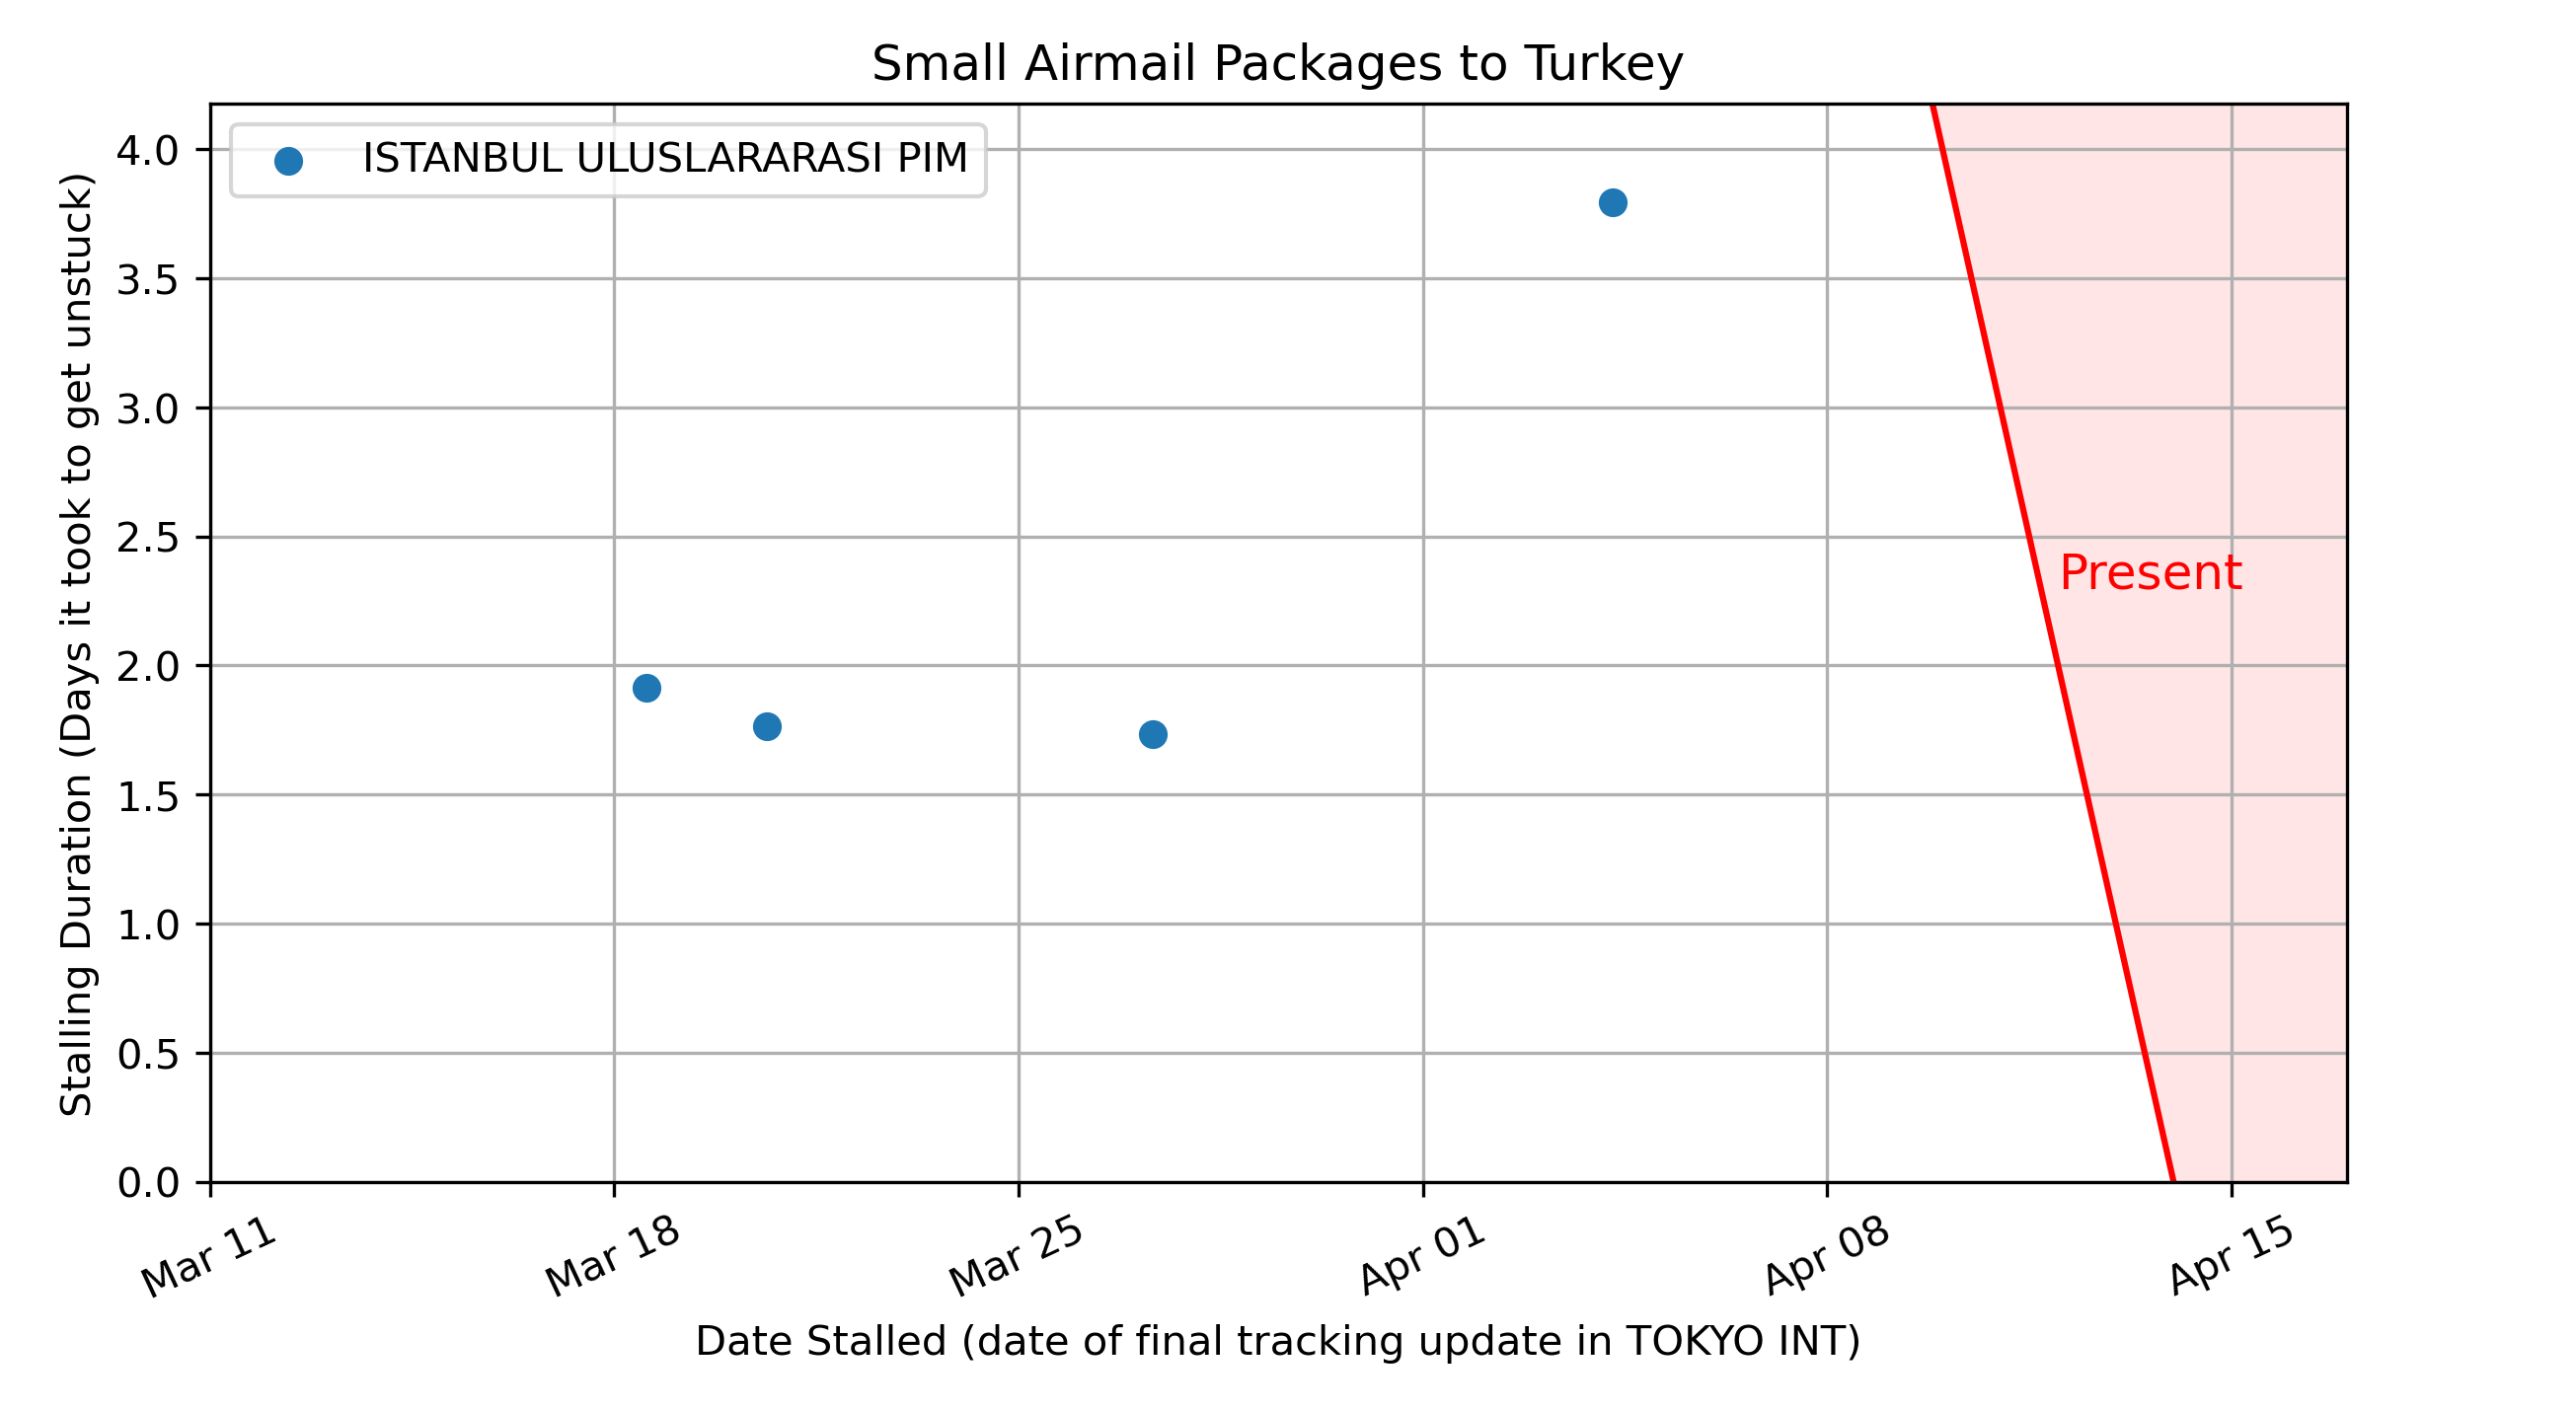 Small Airmail Packages to Turkey
ISTANBUL ULUSLARARASI PIM
Stalling Duration (Days it took to get unstuck)
4.0
3.5
3.0
2.5
2.0
1.5
1.0
0.5
0.0
Present
Mar 11
Mar 18
Mar 25
Apr 01
Apr 08
Apr 15
Date Stalled (date of final tracking update in TOKYO INT)